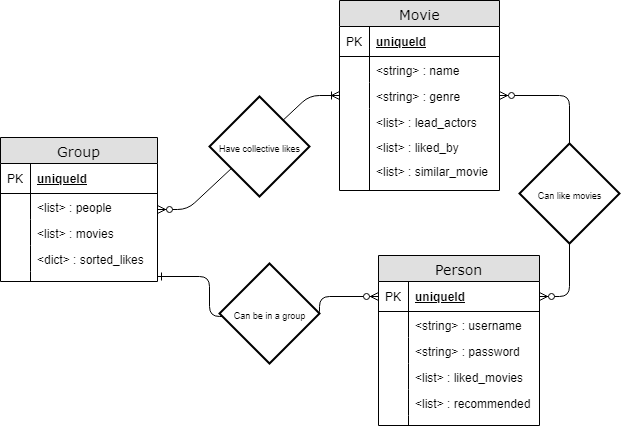 Movie
PK uniqueId
<string> : name
<string> : genre
<list> : lead_actors
<list> : liked_by
<list> : similar_movie
Have collective likes
Group
PK uniqueId
<list> : people
<list> : movies
<dict> : sorted_likes
Can like movies
Can be in a group
Person
PK uniqueId
<string> : username
<string> : password
<list> : liked_movies
<list> : recommended